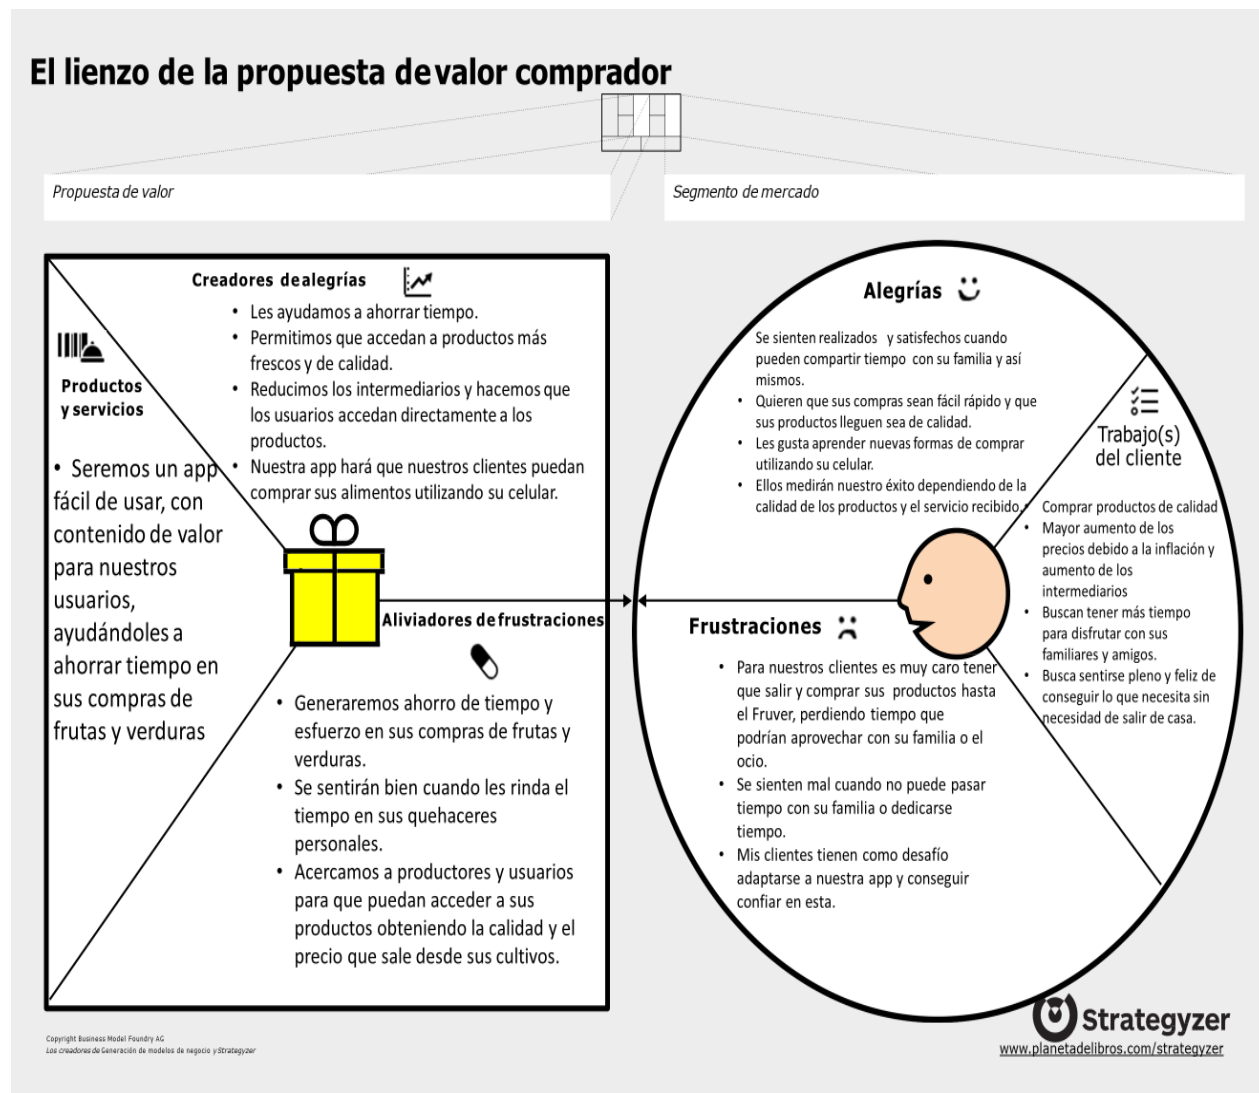 El lienzo de la propuesta de valor comprador
Propuesta de valor
Segmento de mercado
Creadores de alegrías
• Les ayudamos a ahorrar tiempo.
• Permitimos que accedan a productos más
frescos y de calidad.
• Reducimos los intermediarios y hacemos que
los usuarios accedan directamente a los
productos.
• Nuestra app hará que nuestros clientes puedan
comprar sus alimentos utilizando su celular.
Productos
y servicios
• Seremos un app
fácil de usar, con
contenido de valor
para nuestros
usuarios,
ayudándoles a
ahorrar tiempo en
sus compras de
frutas y verduras
Aliviadores de frustraciones
• Generaremos ahorro de tiempo y
esfuerzo en sus compras de frutas y
verduras.
• Se sentirán bien cuando les rinda el
tiempo en sus quehaceres
personales.
• Acercamos a productores y usuarios
para que puedan acceder a sus
productos obteniendo la calidad y el
precio que sale desde sus cultivos.
Alegrías
Se sienten realizados y satisfechos cuando
pueden compartir tiempo con su familia y así
mismos.
• Quieren que sus compras sean fácil rápido y que
sus productos lleguen sea de calidad.
• Les gusta aprender nuevas formas de comprar
utilizando su celular.
• Ellos medirán nuestro éxito dependiendo de la
calidad de los productos y el servicio recibido.
Trabajo(s)
del cliente
• Comprar productos de calidad
• Mayor aumento de los
precios debido a la inflación y
aumento de los
intermediarios
• Buscan tener más tiempo
para disfrutar con sus
familiares y amigos.
• Busca sentirse pleno y feliz de
conseguir lo que necesita sin
necesidad de salir de casa.
Frustraciones
• Para nuestros clientes es muy caro tener
que salir y comprar sus productos hasta
el Fruver, perdiendo tiempo que
podrían aprovechar con su familia o el
ocio.
• Se sienten mal cuando no puede pasar
tiempo con su familia o dedicarse
tiempo.
• Mis clientes tienen como desafío
adaptarse a nuestra app y conseguir
confiar en esta.
Copyright Business Model Foundry AG
Los creadores de Generación de modelos de negocio y Strategyzer
Strategyzer
www.planetadelibros.com/strategyzer